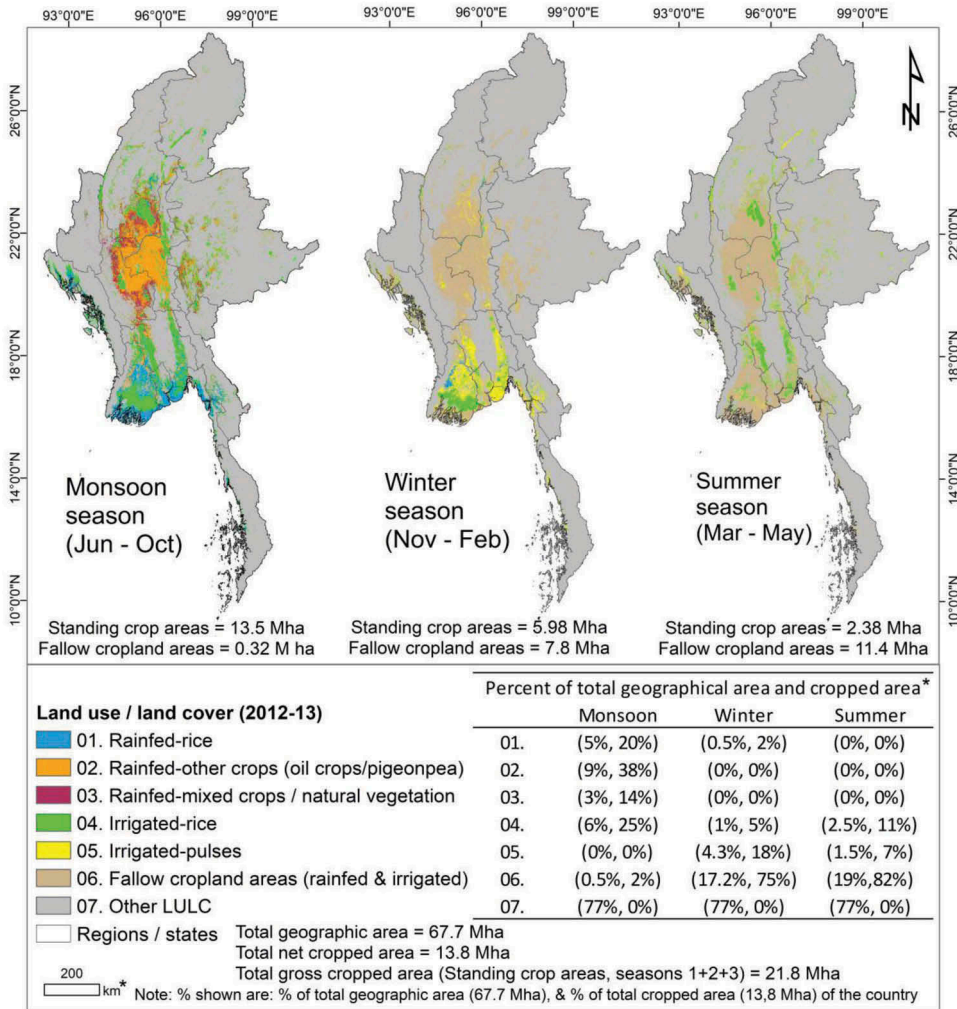 93°0'0"E 96°0'0"E 99°0'0"E 93°0'0"E 96°0'0"E 99°0'0"E 93°0'0"E 96°0'0"E 99°0'0"E
26°0'0"N
22°0'0"N
18°0'0"N
14°0'0"N
10°0'0"N
N
26°0'0"N
22°0'0"N
18°0'0"N
14°0'0"N
10°0'0"N
Monsoon
season
(Jun - Oct)
Winter
season
(Nov - Feb)
Summer
season
(Mar - May)
Standing crop areas = 13.5 Mha
Fallow cropland areas = 0.32 M ha
Standing crop areas = 5.98 Mha
Fallow cropland areas = 7.8 Mha
Standing crop areas = 2.38 Mha
Fallow cropland areas = 11.4 Mha
Land use / land cover (2012-13)
01. Rainfed-rice
02. Rainfed-other crops (oil crops/pigeonpea)
03. Rainfed-mixed crops / natural vegetation
04. Irrigated-rice
05. Irrigated-pulses
06. Fallow cropland areas (rainfed & irrigated)
07. Other LULC
Regions / states
Percent of total geographical area and cropped area*
Monsoon Winter Summer
01. (5%, 20%) (0.5%, 2%) (0%, 0%)
02. (9%, 38%) (0%, 0%) (0%, 0%)
03. (3%, 14%) (0%, 0%) (0%, 0%)
04. (6%, 25%) (1%, 5%) (2.5%, 11%)
05. (0%, 0%) (4.3%, 18%) (1.5%, 7%)
06. (0.5%, 2%) (17.2%, 75%) (19%,82%)
07. (77%, 0%) (77%, 0%) (77%, 0%)
Total geographic area = 67.7 Mha
Total net cropped area = 13.8 Mha
Total gross cropped area (Standing crop areas, seasons 1+2+3) = 21.8 Mha
200
km
* Note: % shown are: % of total geographic area (67.7 Mha), & % of total cropped area (13,8 Mha) of the country